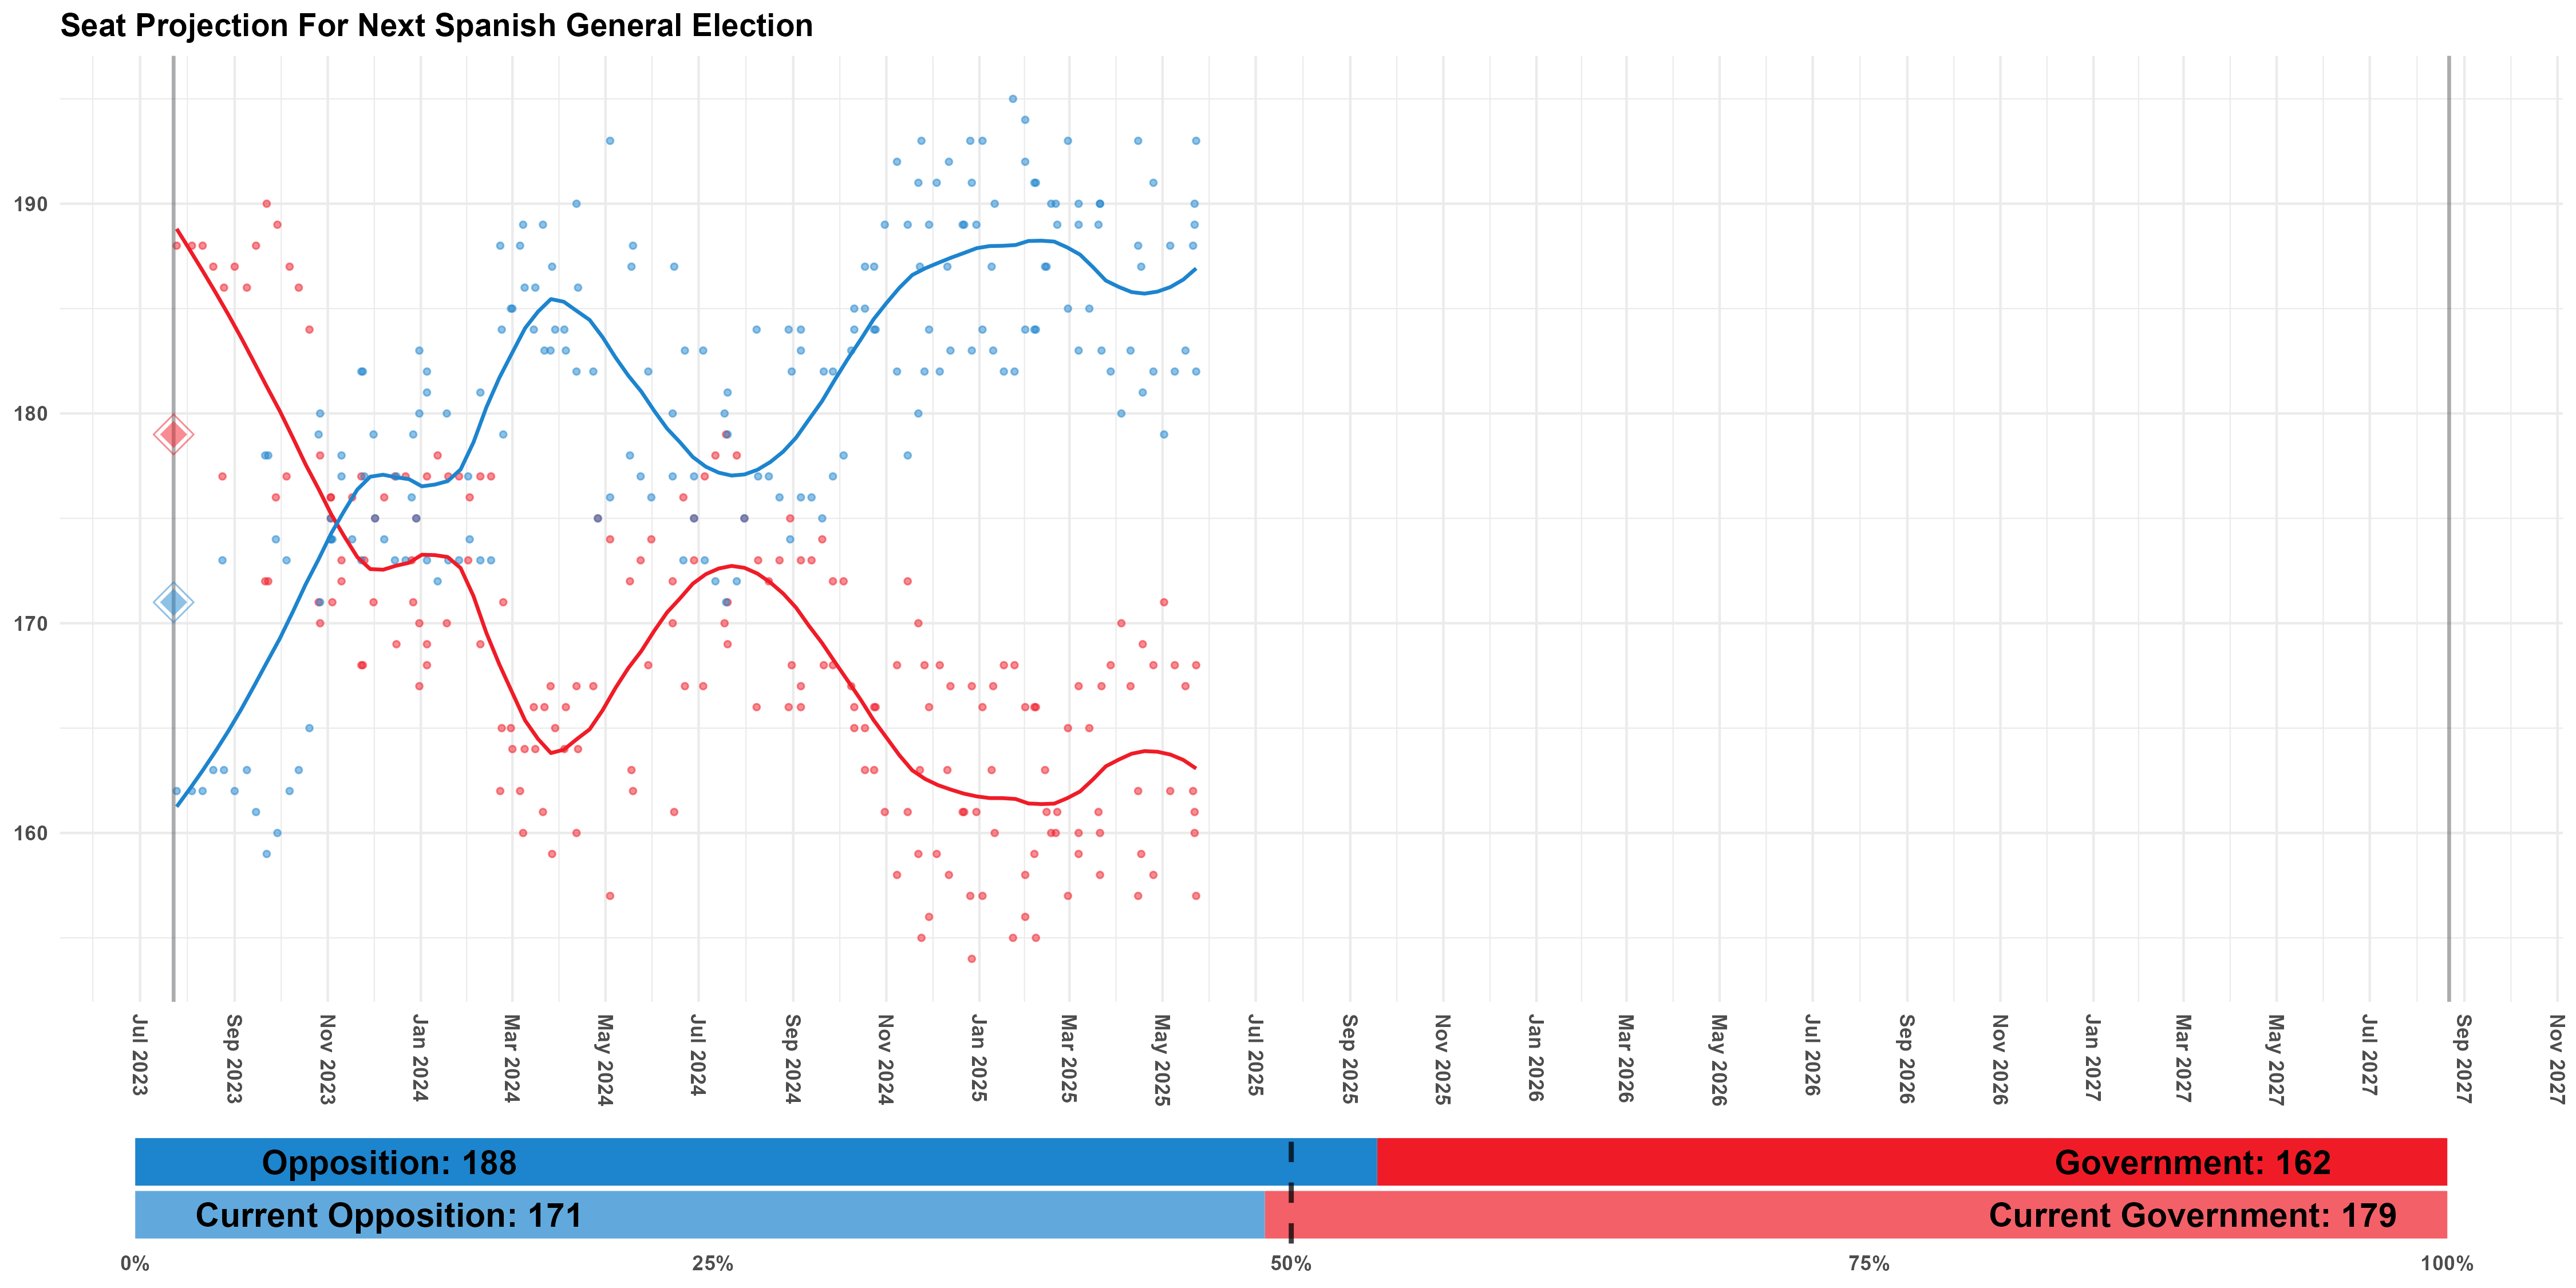 Seat Projection For Next Spanish General Election
190
180
170
160
Jul 2023
Sep 2023
Nov 2023
Jan 2024
Mar 2024
May 2024
Jul 2024
Sep 2024
Nov 2024
Jan 2025
Mar 2025
May 2025
Jul 2025
Sep 2025
Nov 2025
Jan 2026
Mar 2026
May 2026
Jul 2026
Sep 2026
Nov 2026
Jan 2027
Mar 2027
May 2027
Jul 2027
Sep 2027
Nov 2027
Opposition: 188 Government: 162
Current Opposition: 171 Current Government: 179
0% 25% 50% 75% 100%